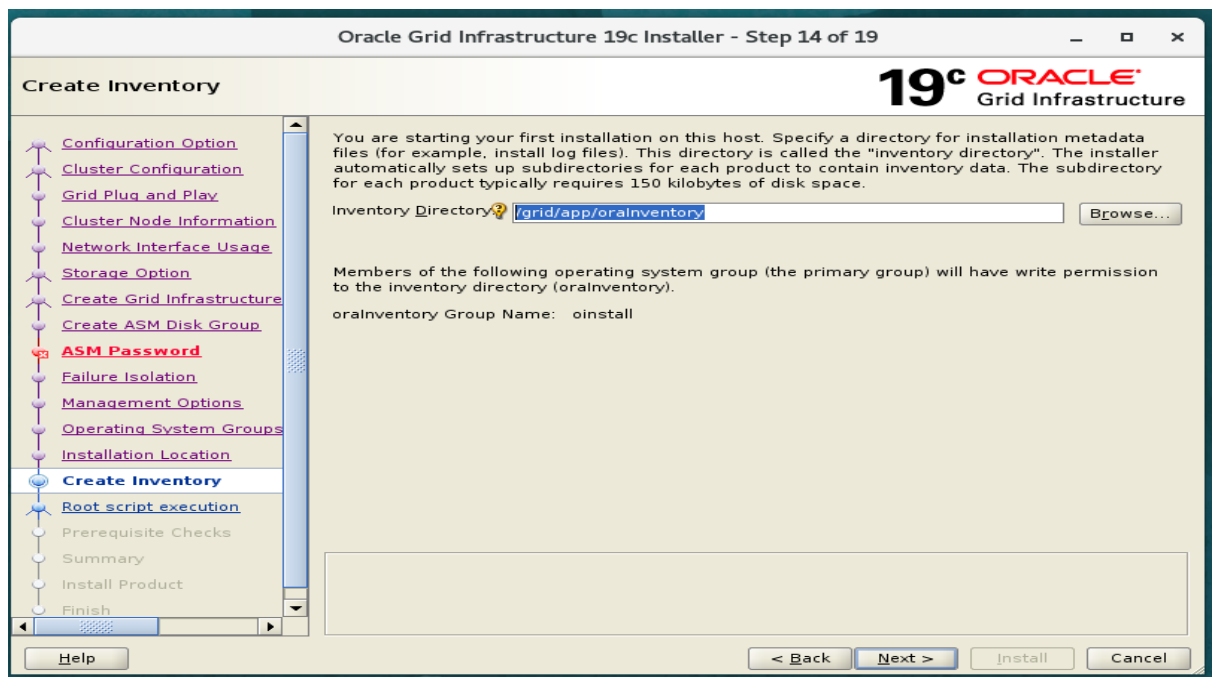 Oracle Grid Infrastructure 19c Installer - Step 14 of 19
Create Inventory
19c ORACLE
Grid Infrastructure
Configuration Option
Cluster Configuration
Grid Plug and Play
Cluster Node Information
Network Interface Usage
Storage Option
Create Grid Infrastructure
Create ASM Disk Group
ASM Password
Failure Isolation
Management Options
Operating System Groups
Installation Location
Create Inventory
Root script execution
Prerequisite Checks
Summary
Install Product
Finish
You are starting your first installation on this host. Specify a directory for installation metadata
files (for example, install log files). This directory is called the "inventory directory". The installer
automatically sets up subdirectories for each product to contain inventory data. The subdirectory
for each product typically requires 150 kilobytes of disk space.
Inventory Directory /grid/app/oraInventory Browse...
Members of the following operating system group (the primary group) will have write permission
to the inventory directory (oraInventory).
oraInventory Group Name: oinstall
Help < Back Next > Install Cancel